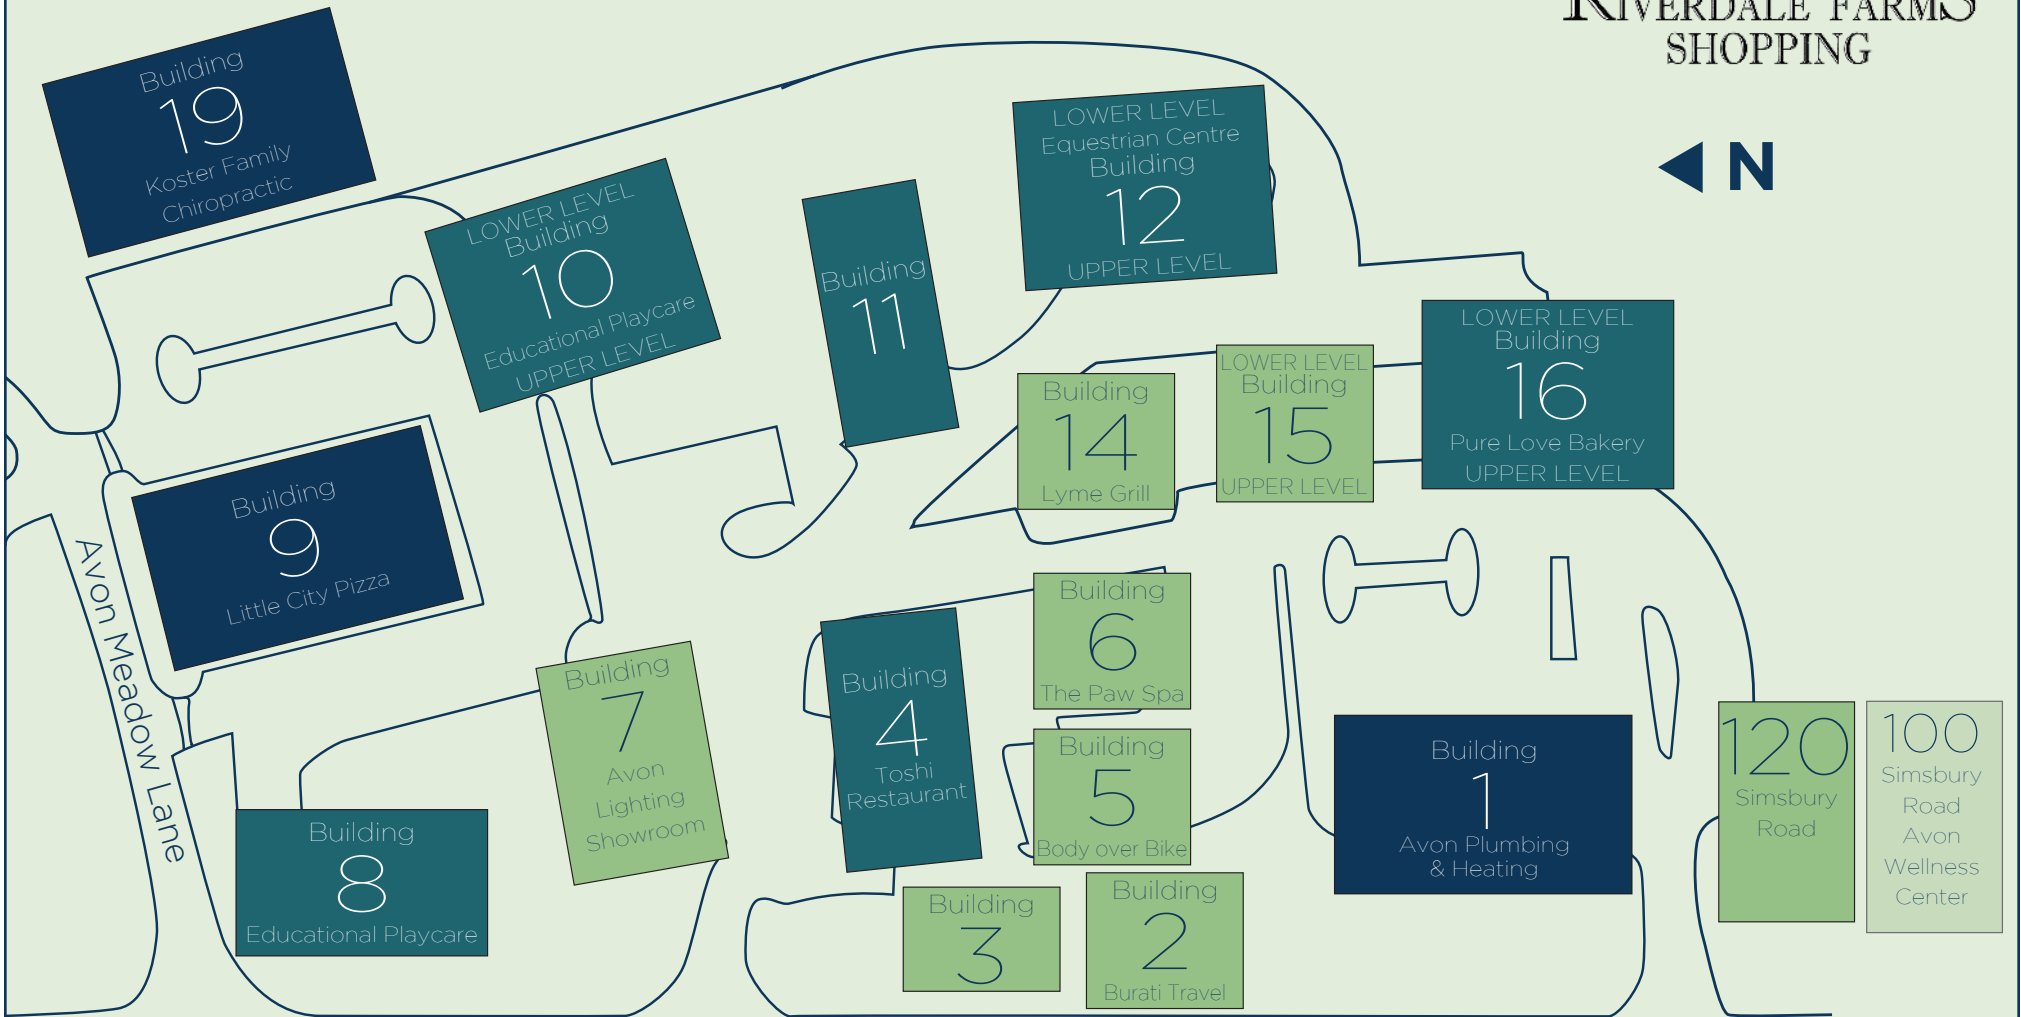 RIVERDALE FARMS
SHOPPING
N
Building
19
Koster Family
Chiropractic
LOWER LEVEL
Building
10
Educational Playcare
UPPER LEVEL
Building
11
LOWER LEVEL
Equestrian Centre
Building
12
UPPER LEVEL
Building
14
Lyme Grill
LOWER LEVEL
Building
15
UPPER LEVEL
LOWER LEVEL
Building
16
Pure Love Bakery
UPPER LEVEL
Building
9
Little City Pizza
Avon Meadow Lane
Building
8
Educational Playcare
Building
7
Avon
Lighting
Showroom
Building
4
Toshi
Restaurant
Building
6
The Paw Spa
Building
5
Body over Bike
Building
3
Building
2
Burati Travel
Building
1
Avon Plumbing
& Heating
120
Simsbury
Road
100
Simsbury
Road
Avon
Wellness
Center